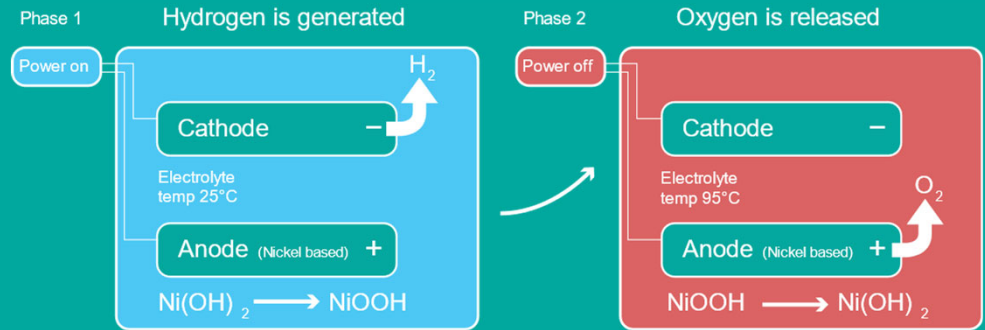 Phase 1
Hydrogen is generated
Power on
H2
Cathode −
Electrolyte
temp 25°C
Anode (Nickel based) +
Ni(OH) 2 → NiOOH
Phase 2
Oxygen is released
Power off
Cathode −
Electrolyte
temp 95°C
O2
Anode (Nickel based) +
NiOOH → Ni(OH) 2